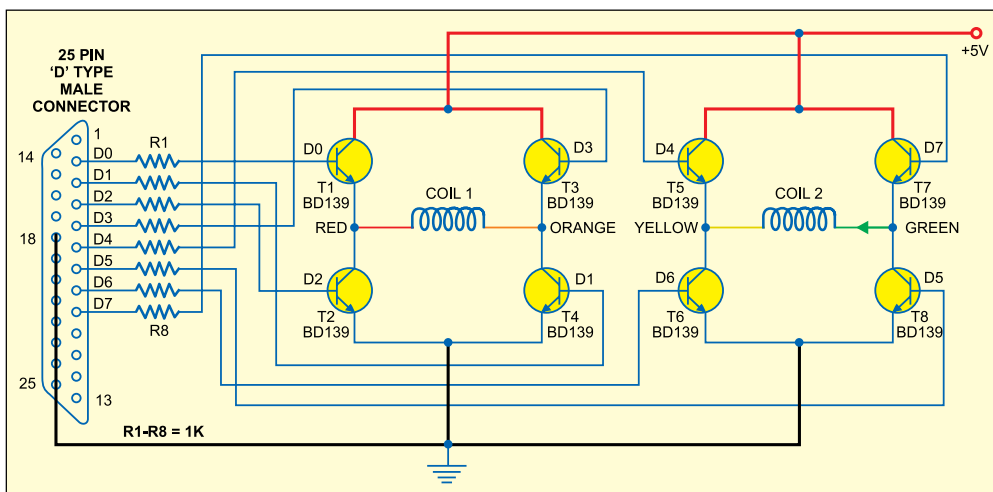 25 PIN
‘D’ TYPE
MALE
CONNECTOR
+5V
1
14
D0
D1
D2
D3
18
D4
D5
D6
D7
25
13
R1
R8
R1-R8 = 1K
D0
T1
BD139
D3
T3
BD139
RED
COIL 1
ORANGE
D2
T2
BD139
D1
T4
BD139
D4
T5
BD139
D7
T7
BD139
YELLOW
COIL 2
GREEN
D6
T6
BD139
D5
T8
BD139